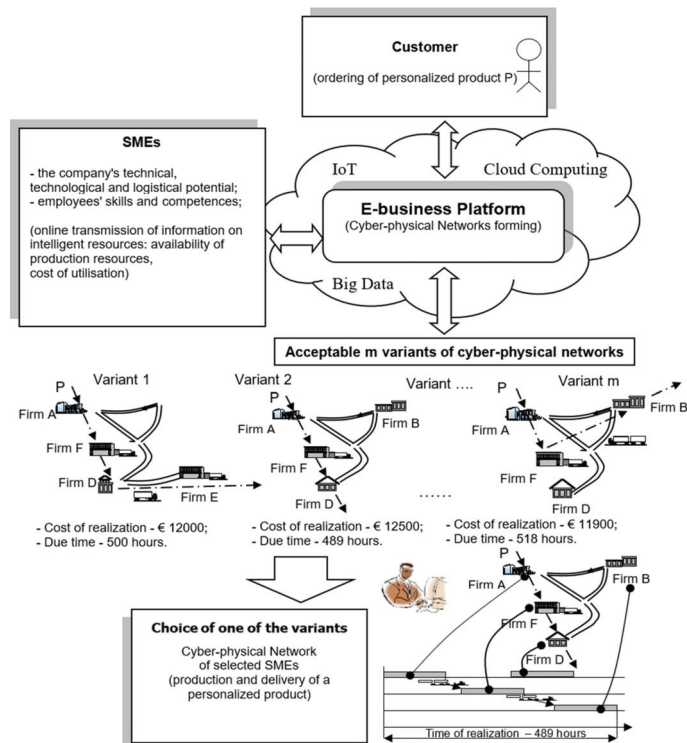 Customer
(ordering of personalized product P)
SMEs
- the company's technical,
technological and logistical potential;
- employees' skills and competences;
(online transmission of information on
intelligent resources: availability of
production resources,
cost of utilisation)
IoT
Cloud Computing
E-business Platform
(Cyber-physical Networks forming)
Big Data
Acceptable m variants of cyber-physical networks
Variant 1
P
Firm A
Firm F
Firm D
Firm E
- Cost of realization - € 12000;
- Due time - 500 hours.
Variant 2
P
Firm A
Firm B
Firm F
Firm D
- Cost of realization - € 12500;
- Due time - 489 hours.
Variant ....
......
Variant m
P
Firm A
Firm B
Firm F
Firm D
- Cost of realization - € 11900;
- Due time - 518 hours.
Choice of one of the variants
Cyber-physical Network
of selected SMEs
(production and delivery of a
personalized product)
P
Firm A
Firm B
Firm F
Firm D
Time of realization – 489 hours